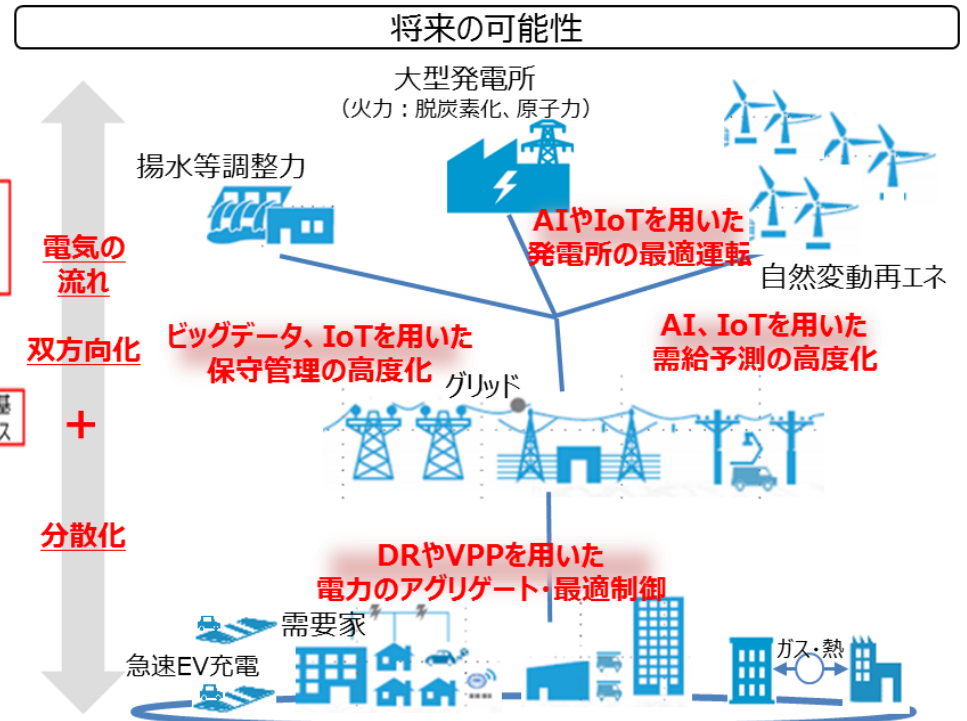 将来の可能性
大型発電所
（火力：脱炭素化、原子力）
揚水等調整力
AIやIoTを用いた
発電所の最適運転
自然変動再エネ
電気の
流れ
双方向化
+
分散化
ビッグデータ、IoTを用いた
保守管理の高度化
AI、IoTを用いた
需給予測の高度化
グリッド
基
ス
DRやVPPを用いた
電力のアグリゲート・最適制御
需要家
急速EV充電
ガス・熱